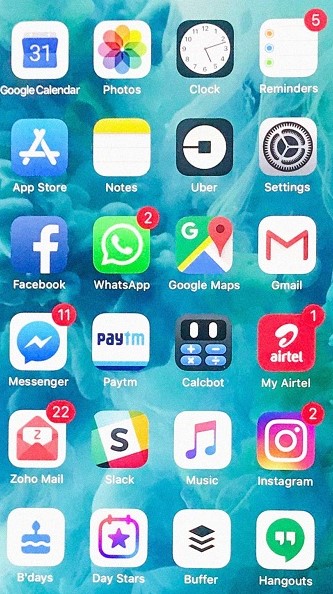 31
5
Google Calendar
Photos
Clock
Reminders
App Store
Notes
Uber
Settings
2
G
Facebook
WhatsApp
Google Maps
Gmail
11
Paytm
1
airtel
Messenger
Paytm
Calcbot
My Airtel
22
Z
S
2
Zoho Mail
Slack
Music
Instagram
B'days
Day Stars
Buffer
Hangouts